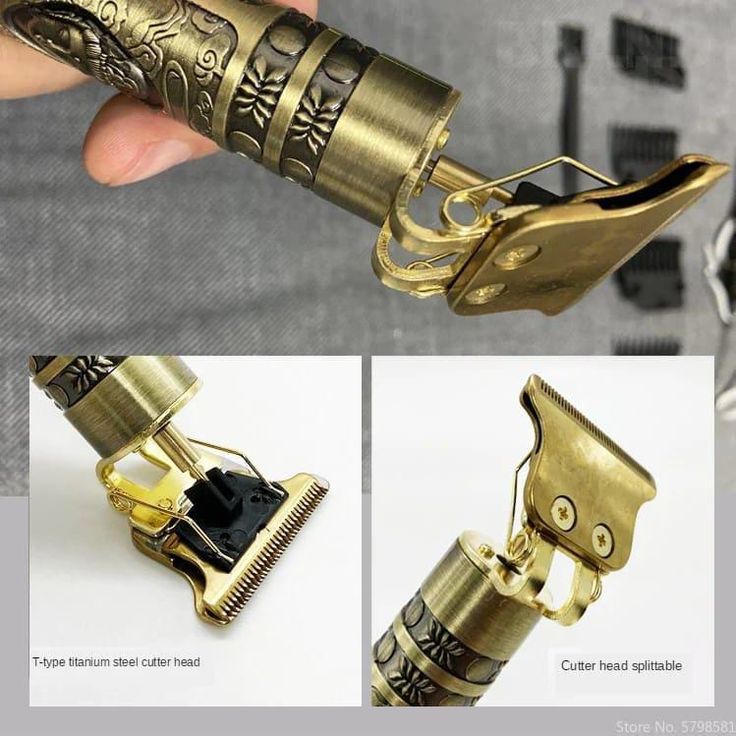 T-type titanium steel cutter head
Cutter head splittable
Store No. 5798581